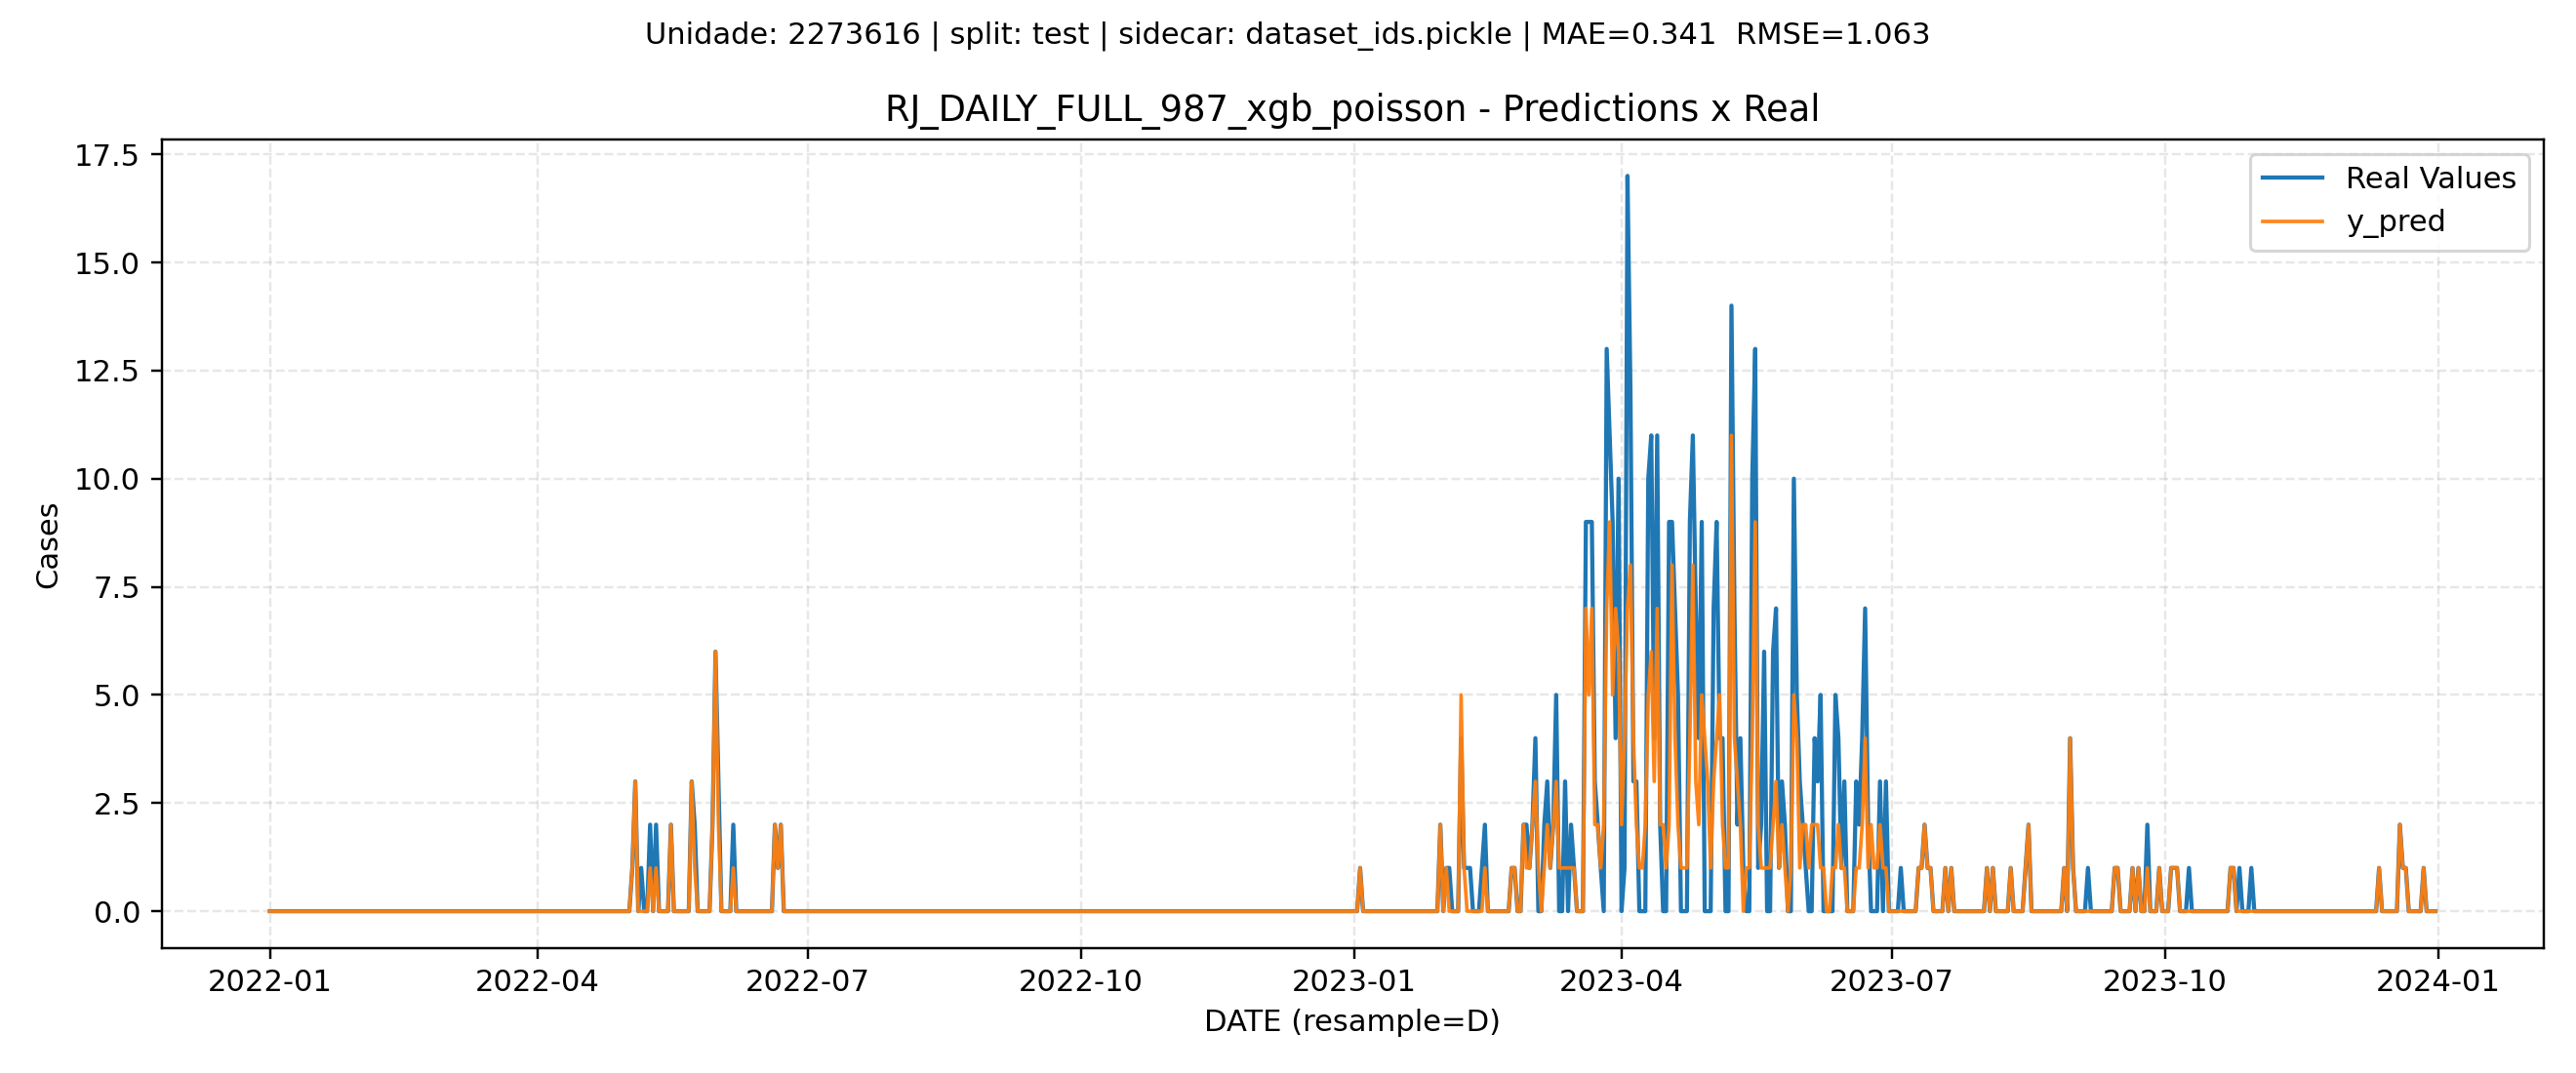 Unidade: 2273616 | split: test | sidecar: dataset_ids.pickle | MAE=0.341  RMSE=1.063
RJ_DAILY_FULL_987_xgb_poisson - Predictions x Real
17.5
15.0
12.5
10.0
7.5
5.0
2.5
0.0
Cases
Real Values
y_pred
2022-01 2022-04 2022-07 2022-10 2023-01 2023-04 2023-07 2023-10 2024-01
DATE (resample=D)